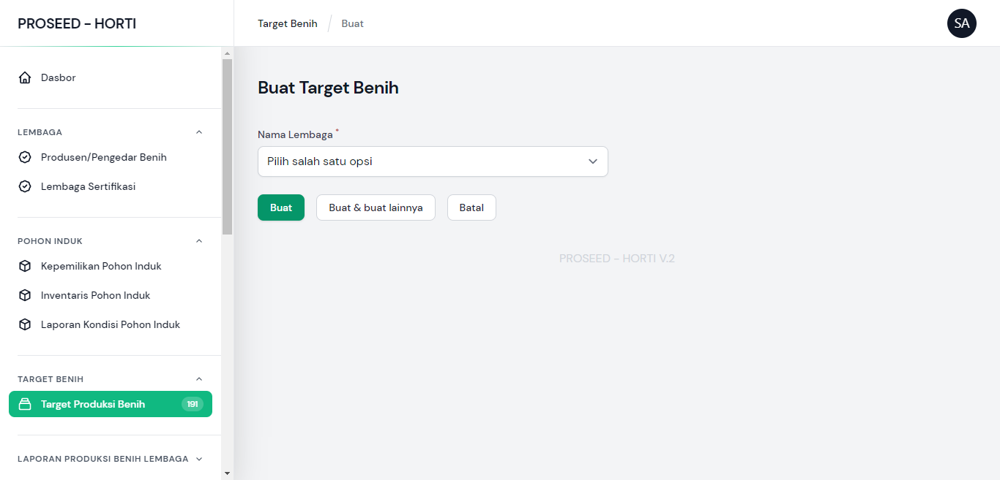 PROSEED - HORTI
Target Benih / Buat
SA
Dasbor
LEMBAGA
Produsen/Pengedar Benih
Lembaga Sertifikasi
POHON INDUK
Kepemilikan Pohon Induk
Inventaris Pohon Induk
Laporan Kondisi Pohon Induk
TARGET BENIH
Target Produksi Benih 191
LAPORAN PRODUKSI BENIH LEMBAGA
Buat Target Benih
Nama Lembaga *
Pilih salah satu opsi
Buat Buat & buat lainnya Batal
PROSEED - HORTI V.2